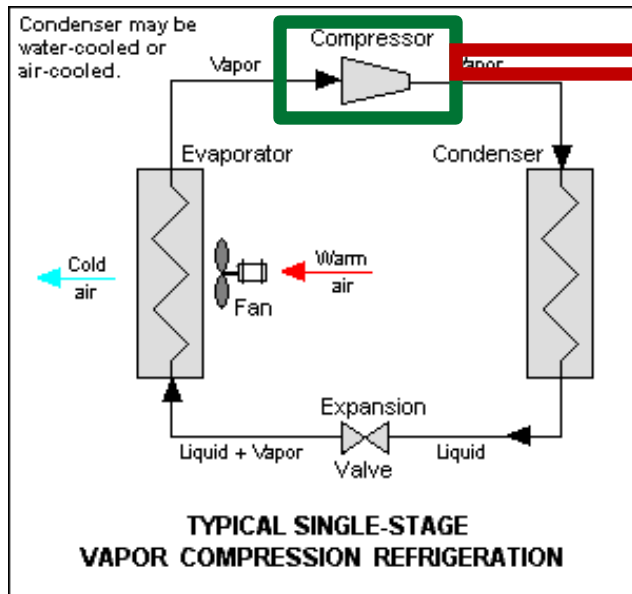 Condenser may be
water-cooled or
air-cooled.
Compressor
Vapor
Vapor
Evaporator
Condenser
Cold
air
Warm
air
Fan
Expansion
Valve
Liquid + Vapor
Liquid
TYPICAL SINGLE-STAGE
VAPOR COMPRESSION REFRIGERATION